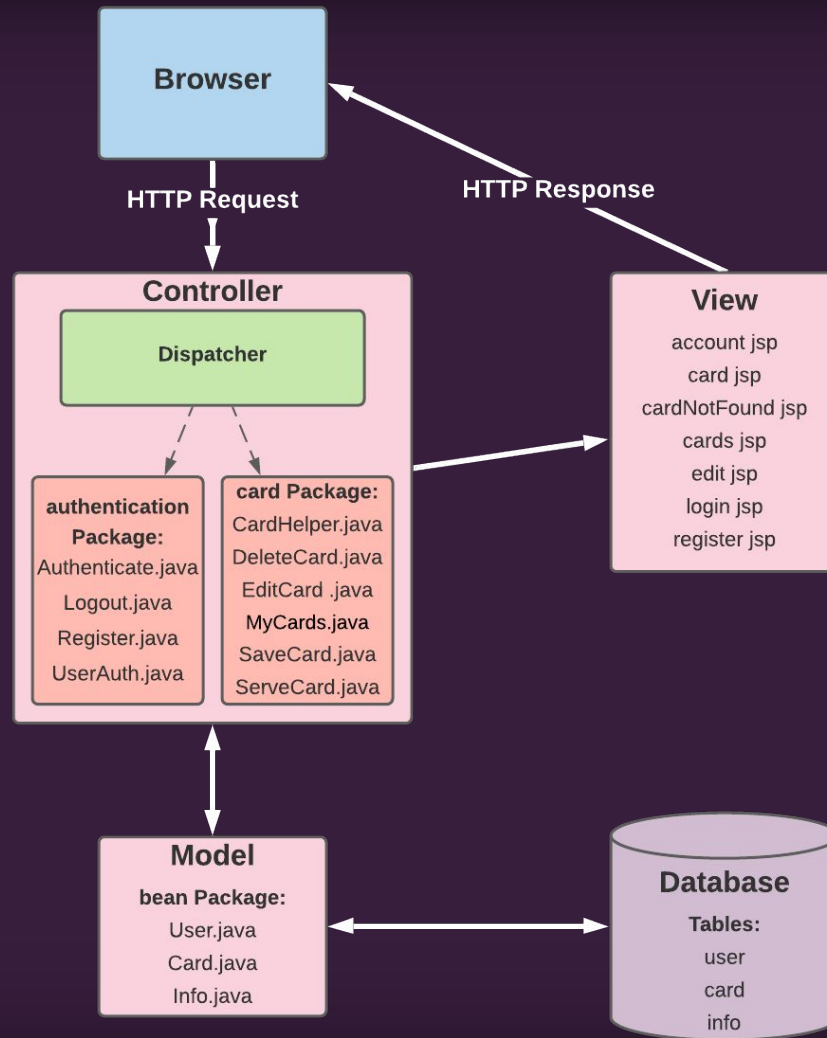 Browser
HTTP Request
HTTP Response
Controller
Dispatcher
authentication
Package:
Authenticate.java
Logout.java
Register.java
UserAuth.java
card Package:
CardHelper.java
DeleteCard.java
EditCard .java
MyCards.java
SaveCard.java
ServeCard.java
View
account jsp
card jsp
cardNotFound jsp
cards jsp
edit jsp
login jsp
register jsp
Model
bean Package:
User.java
Card.java
Info.java
Database
Tables:
user
card
info